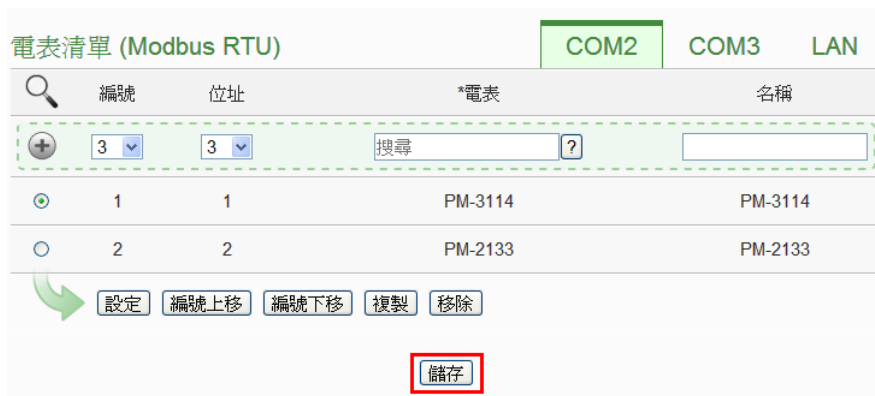 電表清單 (Modbus RTU) COM2 COM3 LAN
編號 位址 *電表 名稱
3 3 搜尋 ?
1 1 PM-3114 PM-3114
2 2 PM-2133 PM-2133
設定 編號上移 編號下移 複製 移除
儲存